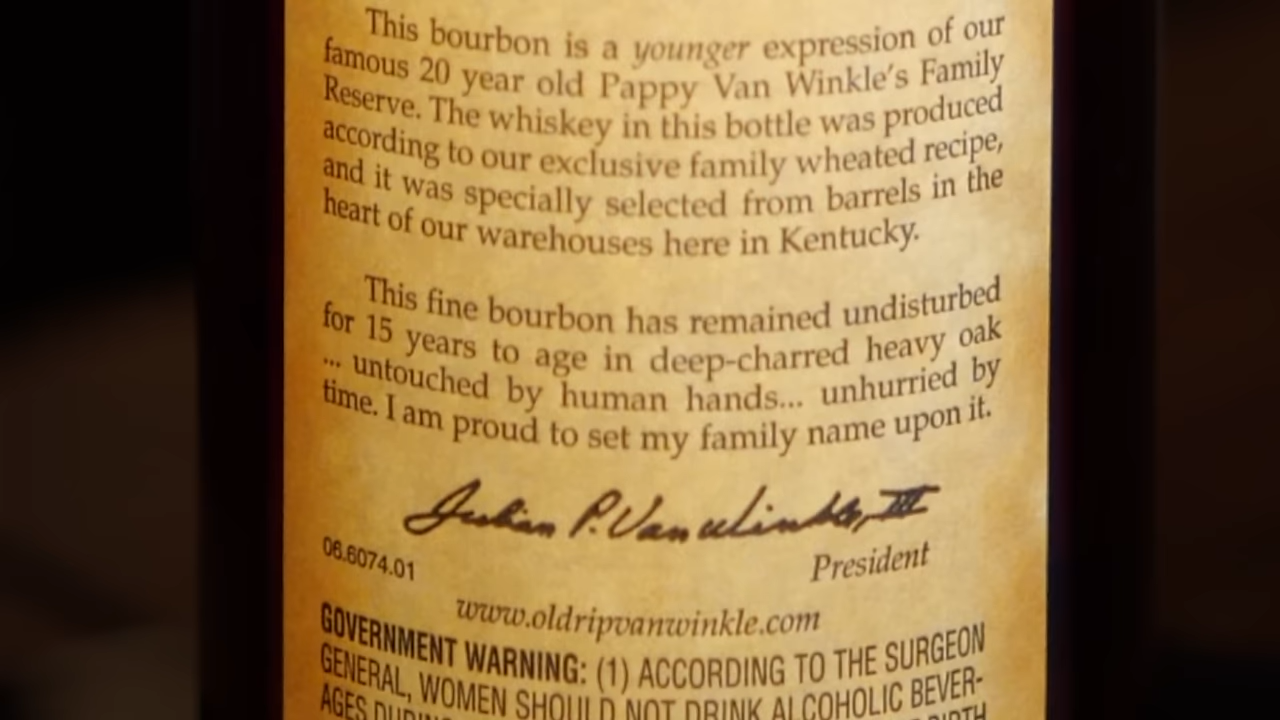 This bourbon is a younger expression of our
famous 20 year old Pappy Van Winkle's Family
Reserve. The whiskey in this bottle was produced
according to our exclusive family wheated recipe,
and it was specially selected from barrels in the
heart of our warehouses here in Kentucky.
This fine bourbon has remained undisturbed
for 15 years to age in deep-charred heavy oak
... untouched by human hands... unhurried by
time. I am proud to set my family name upon it.
Julian P. Van Winkle, III
06.6074.01
President
www.oldripvanwinkle.com
GOVERNMENT WARNING: (1) ACCORDING TO THE SURGEON
GENERAL, WOMEN SHOULD NOT DRINK ALCOHOLIC BEVER-
AGES